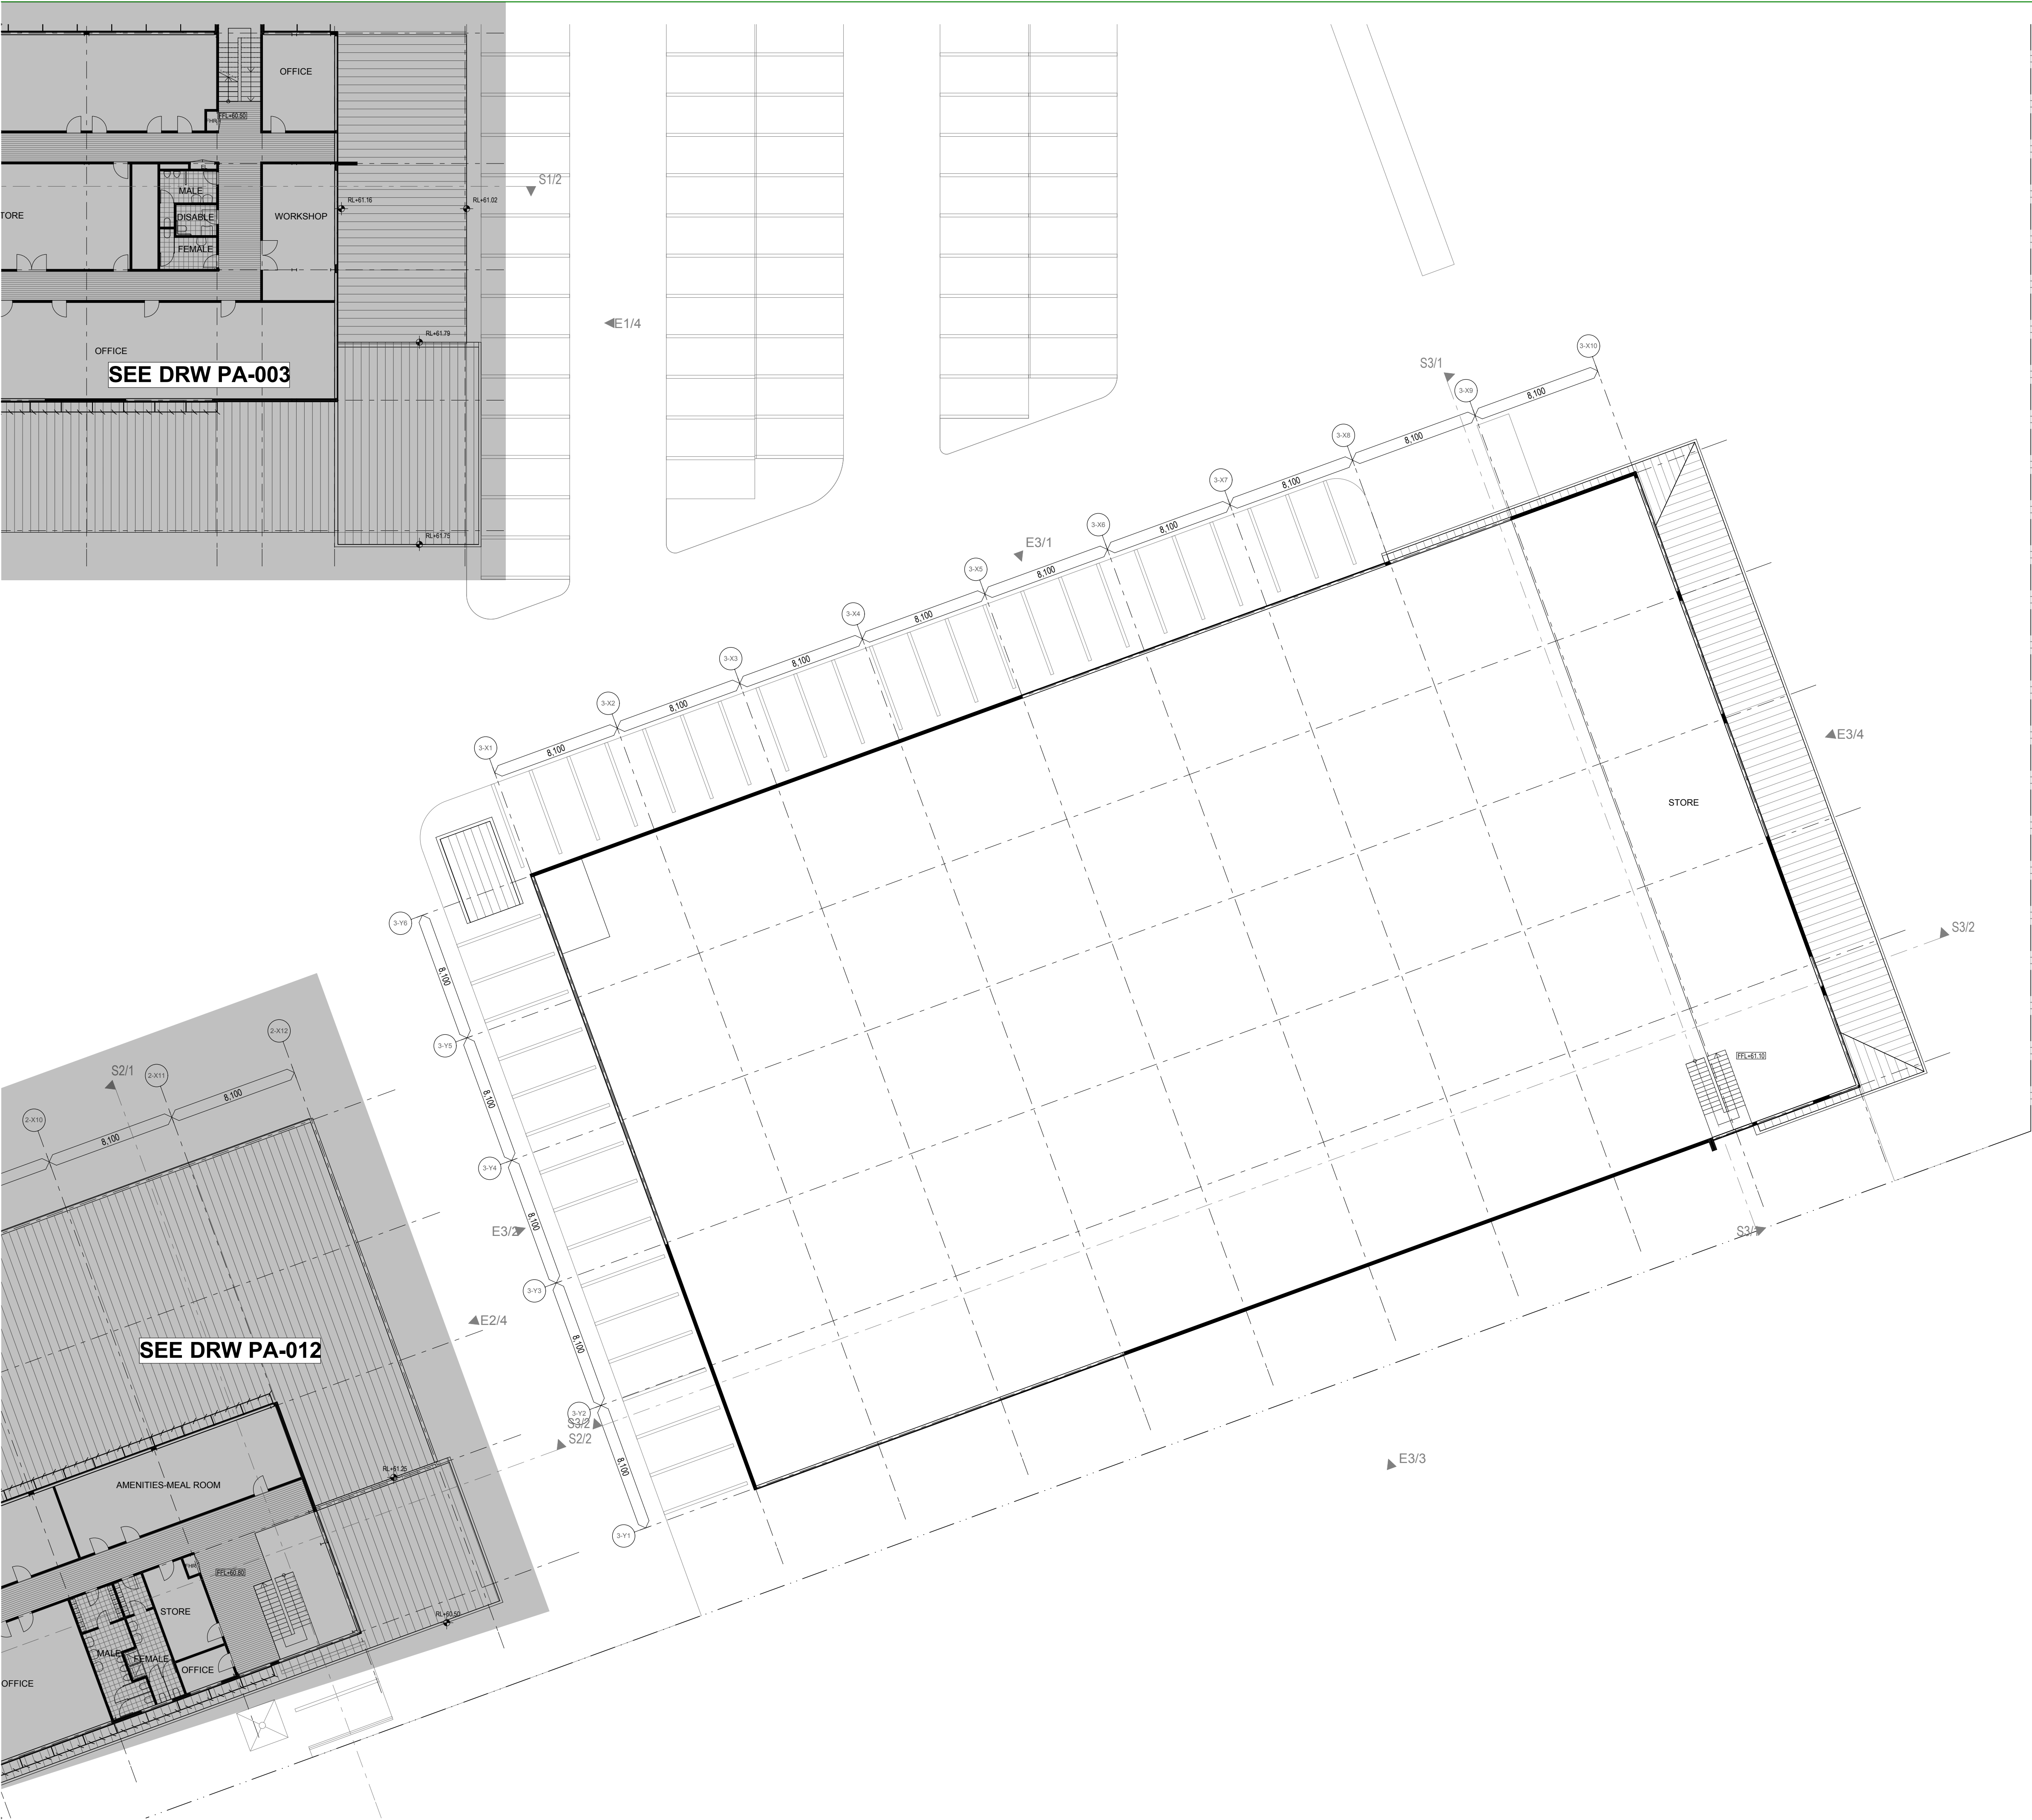 OFFICE
FHR
FFL+60.50
S1/2
MALE
RL+61.16
RL+61.02
TORE
DISABLE
WORKSHOP
FEMALE
E1/4
RL+61.79
OFFICE
SEE DRW PA-003
RL+61.75
3-X10
S3/1
3-X9
8,100
3-X8
8,100
3-X7
8,100
3-X6
8,100
E3/1
3-X5
8,100
3-X4
8,100
3-X3
8,100
3-X2
8,100
3-X1
8,100
E3/4
STORE
3-Y6
S3/2
8,100
2-X12
3-Y5
FFL+61.10
S2/1
2-X11
8,100
8,100
2-X10
8,100
3-Y4
8,100
E3/2
S3/1
3-Y3
E2/4
8,100
SEE DRW PA-012
3-Y2
S3/2
S2/2
E3/3
8,100
RL+61.25
AMENITIES-MEAL ROOM
3-Y1
FHR
FFL+60.80
STORE
RL+60.50
MALE
FEMALE
OFFICE
OFFICE